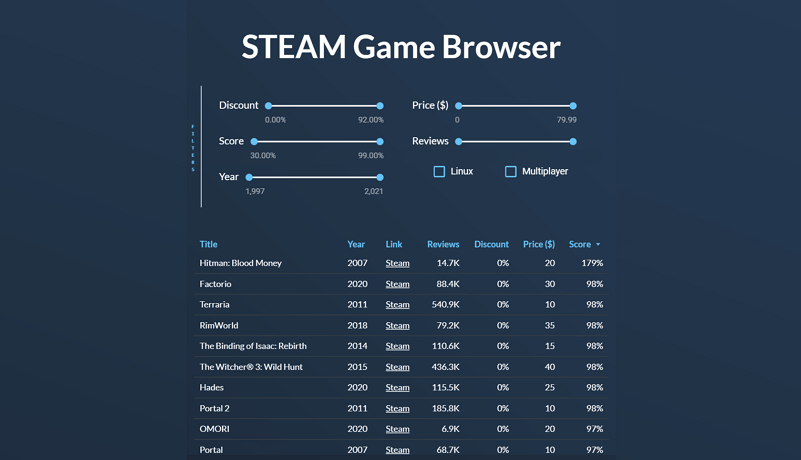 STEAM Game Browser
FILTERS
Discount
0.00% 92.00%
Price ($)
0 79.99
Score
30.00% 99.00%
Reviews
Year
1,997 2,021
Linux Multiplayer
Title Year Link Reviews Discount Price ($) Score
Hitman: Blood Money 2007 Steam 14.7K 0% 20 179%
Factorio 2020 Steam 88.4K 0% 30 98%
Terraria 2011 Steam 540.9K 0% 10 98%
RimWorld 2018 Steam 79.2K 0% 35 98%
The Binding of Isaac: Rebirth 2014 Steam 110.6K 0% 15 98%
The Witcher® 3: Wild Hunt 2015 Steam 436.3K 0% 40 98%
Hades 2020 Steam 115.5K 0% 25 98%
Portal 2 2011 Steam 185.8K 0% 10 98%
OMORI 2020 Steam 6.9K 0% 20 97%
Portal 2007 Steam 68.7K 0% 10 97%